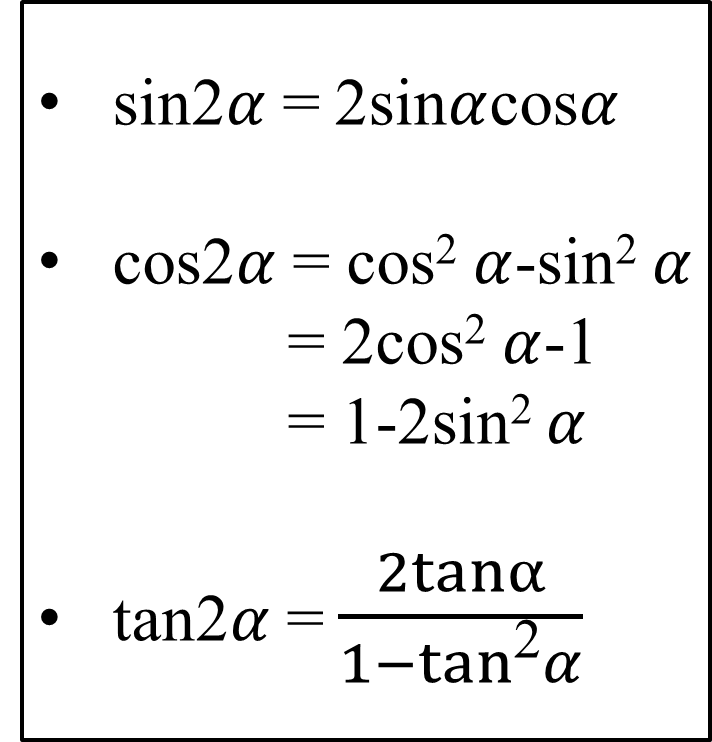 • sin2α = 2sinαcosα
• cos2α = cos² α-sin² α
= 2cos² α-1
= 1-2sin² α
2tanα
• tan2α =
1−tan²α